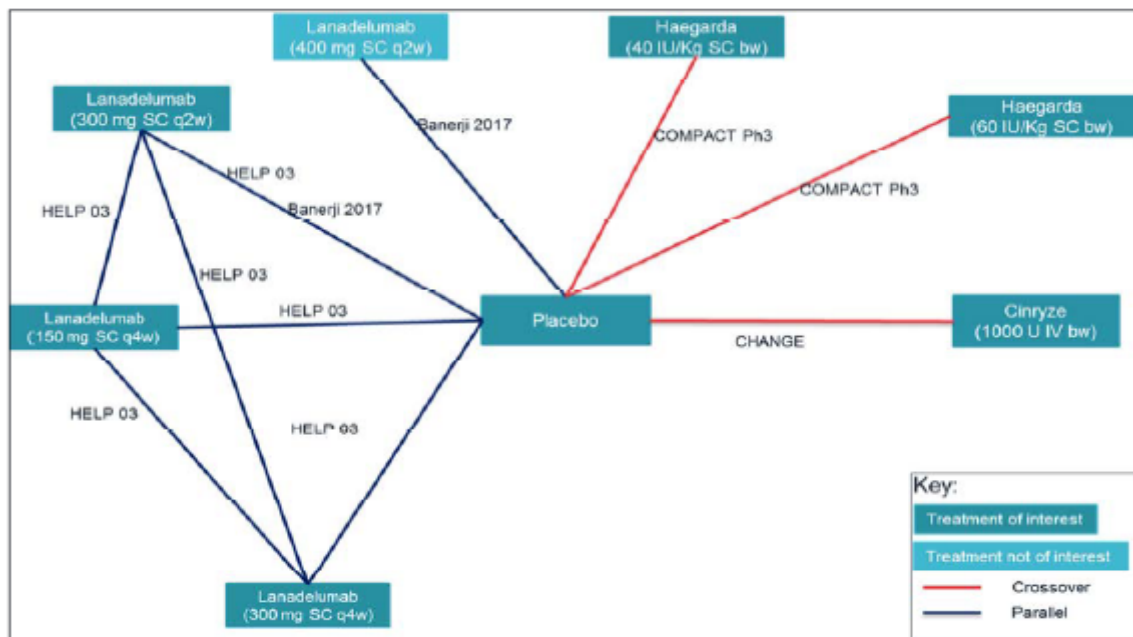 Lanadelumab
(400 mg SC q2w)
Haegarda
(40 IU/Kg SC bw)
Lanadelumab
(300 mg SC q2w)
Haegarda
(60 IU/Kg SC bw)
Banerji 2017
COMPACT Ph3
HELP 03
COMPACT Ph3
HELP 03
Banerji 2017
HELP 03
HELP 03
Lanadelumab
(150 mg SC q4w)
Placebo
Cinryze
(1000 U IV bw)
CHANGE
HELP 03
HELP 03
Lanadelumab
(300 mg SC q4w)
Key:
Treatment of interest
Treatment not of interest
Crossover
Parallel